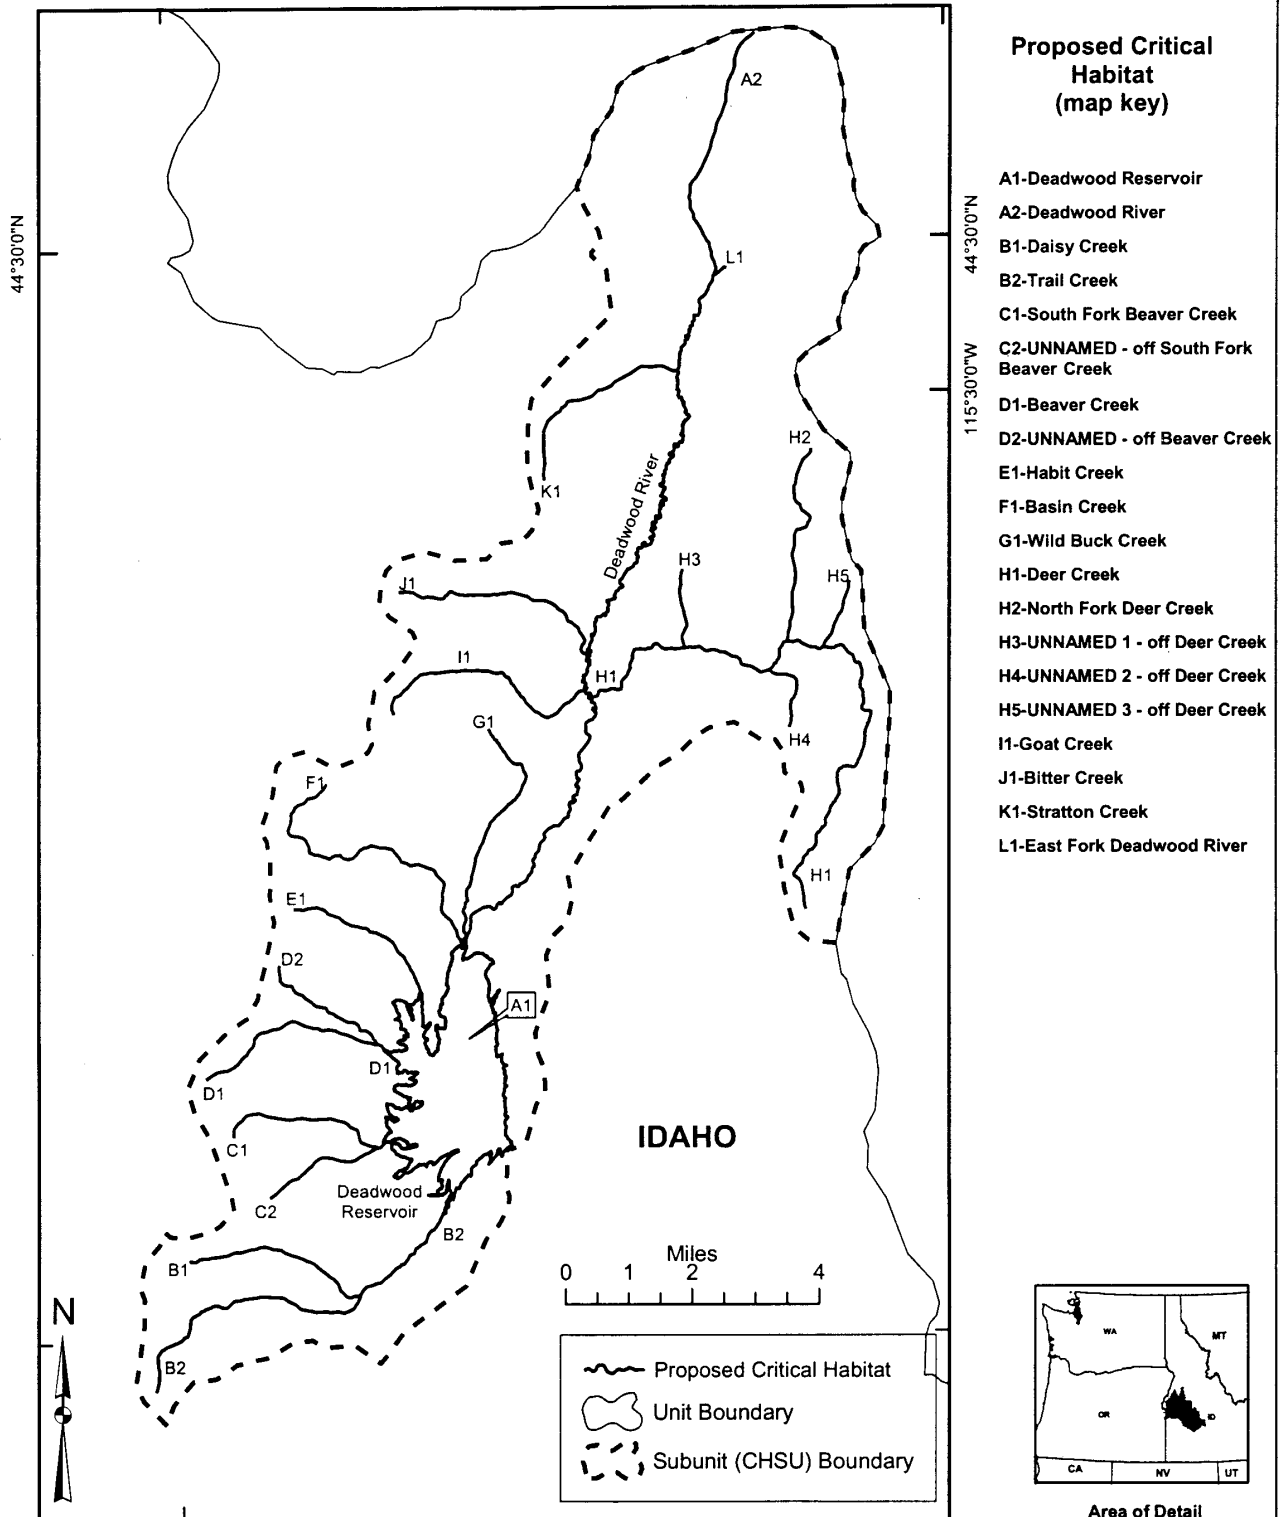 Proposed Critical
Habitat
(map key)
A1-Deadwood Reservoir
A2-Deadwood River
B1-Daisy Creek
B2-Trail Creek
C1-South Fork Beaver Creek
C2-UNNAMED - off South Fork
Beaver Creek
D1-Beaver Creek
D2-UNNAMED - off Beaver Creek
E1-Habit Creek
F1-Basin Creek
G1-Wild Buck Creek
H1-Deer Creek
H2-North Fork Deer Creek
H3-UNNAMED 1 - off Deer Creek
H4-UNNAMED 2 - off Deer Creek
H5-UNNAMED 3 - off Deer Creek
I1-Goat Creek
J1-Bitter Creek
K1-Stratton Creek
L1-East Fork Deadwood River
44°30'0"N
44°30'0"N
115°30'0"W
A2
L1
H2
K1
Deadwood River
H3
H5
J1
I1
H1
G1
H4
F1
H1
E1
D2
A1
D1
D1
C1
IDAHO
Deadwood
Reservoir
C2
B2
B1
B2
Miles
0 1 2 4
N
Proposed Critical Habitat
Unit Boundary
Subunit (CHSU) Boundary
WA
MT
OR
ID
CA
NV
UT
Area of Detail